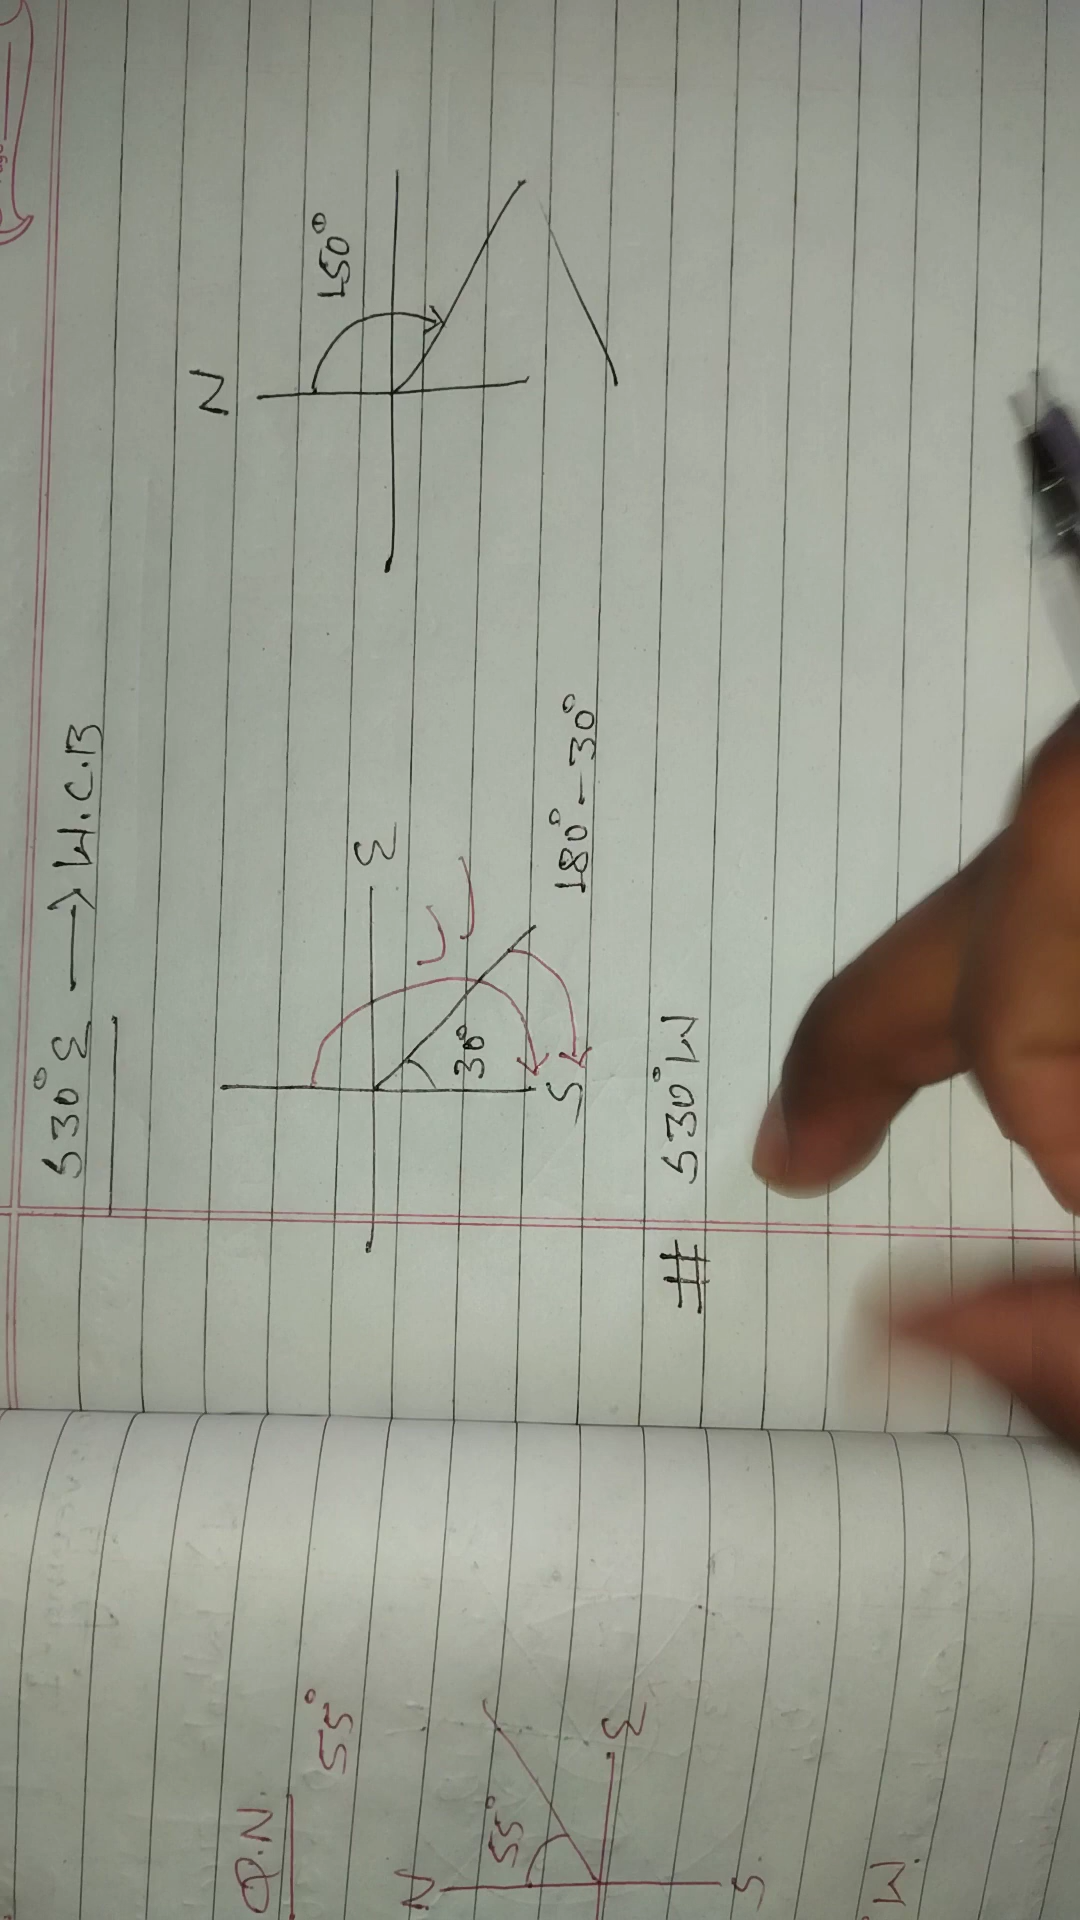 S30°E → W.C.B
N
150°
E
30°
S
180° - 30°
# S30°W
Q.N.
55°
N
55°
E
S
W